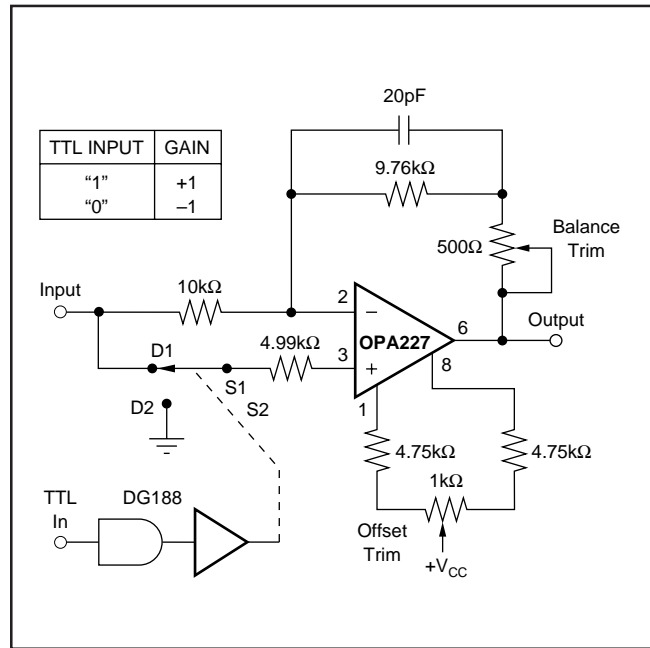 20pF
TTL INPUT GAIN
“1” +1
“0” –1
9.76kΩ
500Ω
Balance
Trim
Input
10kΩ
2
–
OPA227
6
Output
D1
4.99kΩ
3
+
8
S1
S2
D2
1
4.75kΩ
4.75kΩ
1kΩ
TTL
In
DG188
Offset
Trim
+VCC